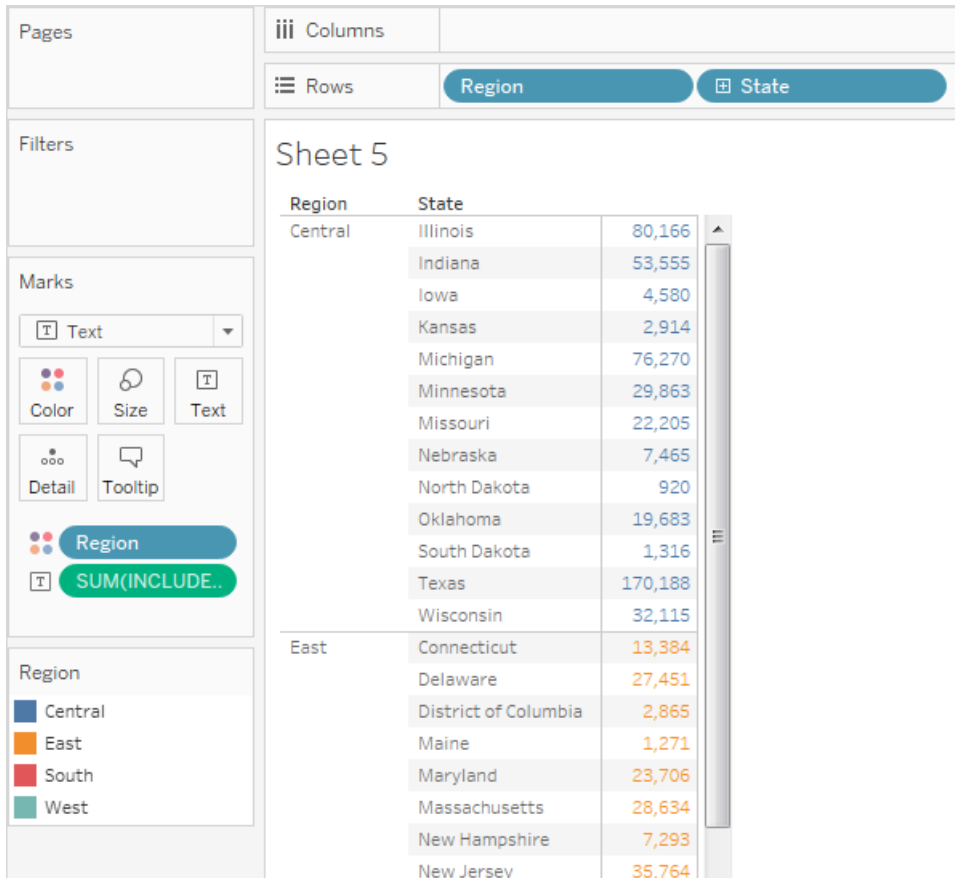 Pages
iii Columns
Rows Region State
Filters
Sheet 5
Region State
Central Illinois 80,166
Indiana 53,555
Iowa 4,580
Kansas 2,914
Michigan 76,270
Minnesota 29,863
Missouri 22,205
Nebraska 7,465
North Dakota 920
Oklahoma 19,683
South Dakota 1,316
Texas 170,188
Wisconsin 32,115
East Connecticut 13,384
Delaware 27,451
District of Columbia 2,865
Maine 1,271
Maryland 23,706
Massachusetts 28,634
New Hampshire 7,293
New Jersey 35,764
Marks
T Text
Color Size T Text
Detail Tooltip
Region
T SUM(INCLUDE..
Region
Central
East
South
West